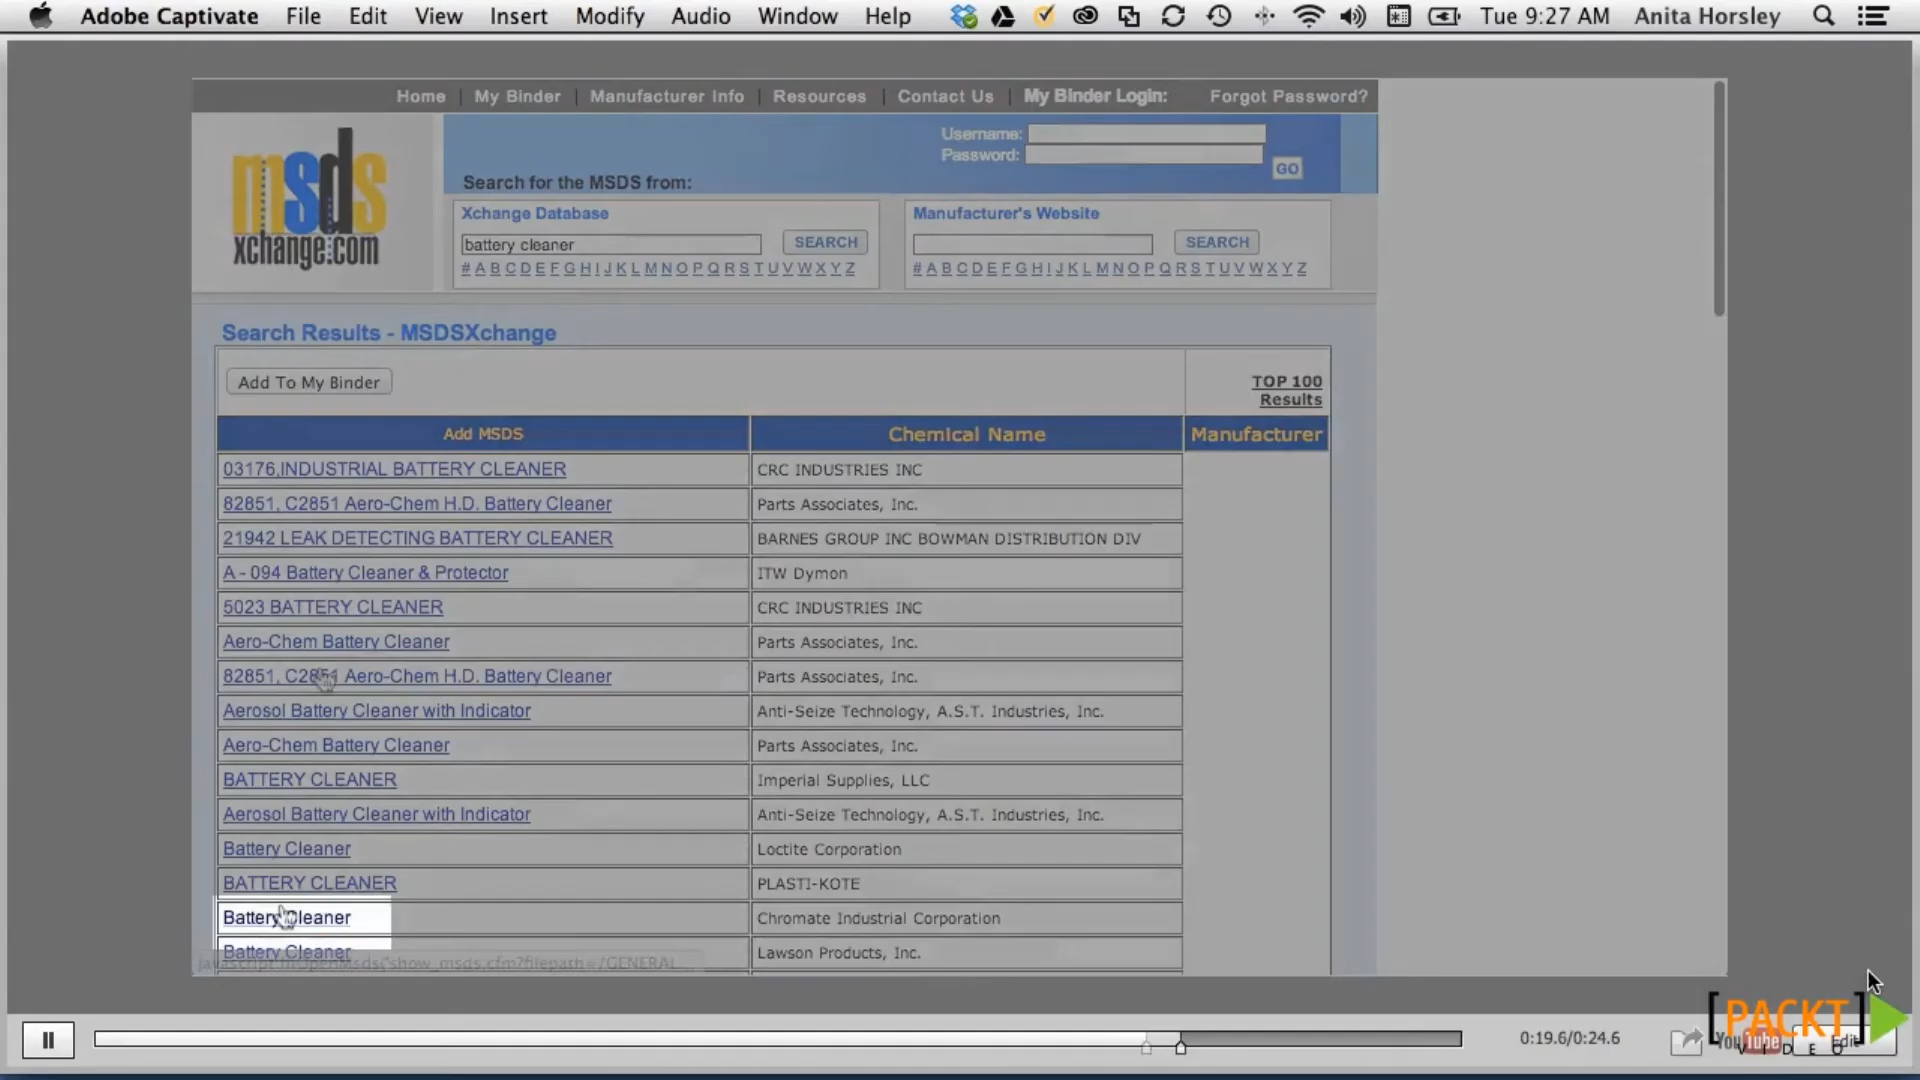 Adobe Captivate File Edit View Insert Modify Audio Window Help Tue 9:27 AM Anita Horsley
Home | My Binder | Manufacturer Info | Resources | Contact Us | My Binder Login: Forgot Password?
msds
xchange.com
Username:
Password:
GO
Search for the MSDS from:
Xchange Database
battery cleaner SEARCH
# A B C D E F G H I J K L M N O P Q R S T U V W X Y Z
Manufacturer's Website
SEARCH
# A B C D E F G H I J K L M N O P Q R S T U V W X Y Z
Search Results - MSDSXchange
Add To My Binder
TOP 100
Results
Add MSDS Chemical Name Manufacturer
03176,INDUSTRIAL BATTERY CLEANER CRC INDUSTRIES INC
82851, C2851 Aero-Chem H.D. Battery Cleaner Parts Associates, Inc.
21942 LEAK DETECTING BATTERY CLEANER BARNES GROUP INC BOWMAN DISTRIBUTION DIV
A - 094 Battery Cleaner & Protector ITW Dymon
5023 BATTERY CLEANER CRC INDUSTRIES INC
Aero-Chem Battery Cleaner Parts Associates, Inc.
82851, C2851 Aero-Chem H.D. Battery Cleaner Parts Associates, Inc.
Aerosol Battery Cleaner with Indicator Anti-Seize Technology, A.S.T. Industries, Inc.
Aero-Chem Battery Cleaner Parts Associates, Inc.
BATTERY CLEANER Imperial Supplies, LLC
Aerosol Battery Cleaner with Indicator Anti-Seize Technology, A.S.T. Industries, Inc.
Battery Cleaner Loctite Corporation
BATTERY CLEANER PLASTI-KOTE
Battery Cleaner Chromate Industrial Corporation
Battery Cleaner Lawson Products, Inc.
0:19.6/0:24.6
YouTube
Edit
[PACKT]
VIDEO